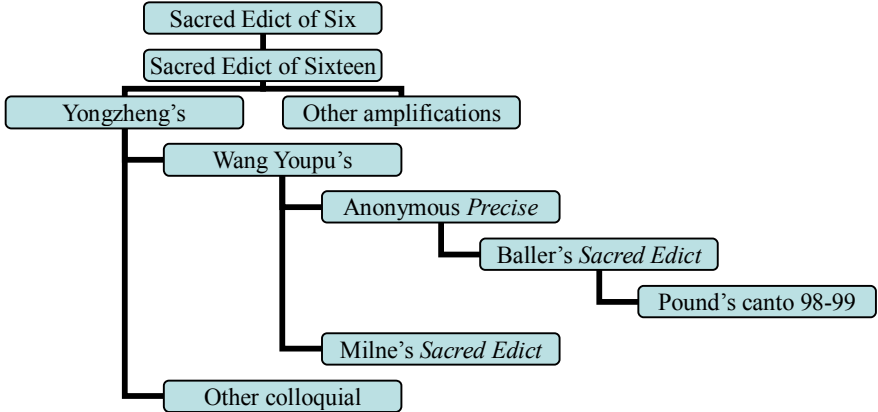 Sacred Edict of Six
Sacred Edict of Sixteen
Yongzheng’s
Other amplifications
Wang Youpu’s
Anonymous Precise
Baller’s Sacred Edict
Pound’s canto 98-99
Milne’s Sacred Edict
Other colloquial